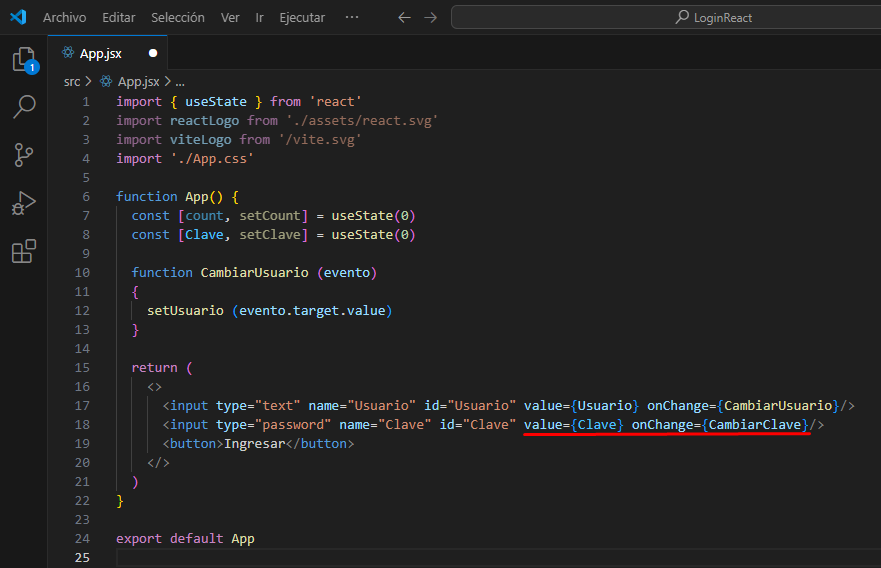 Archivo Editar Selección Ver Ir Ejecutar ··· ← → LoginReact
App.jsx ●
1
src > App.jsx > ...
1 import { useState } from 'react'
2 import reactLogo from './assets/react.svg'
3 import viteLogo from '/vite.svg'
4 import './App.css'
5
6 function App() {
7   const [count, setCount] = useState(0)
8   const [Clave, setClave] = useState(0)
9
10   function CambiarUsuario (evento)
11   {
12     setUsuario (evento.target.value)
13   }
14
15   return (
16     <>
17       <input type="text" name="Usuario" id="Usuario" value={Usuario} onChange={CambiarUsuario}/>
18       <input type="password" name="Clave" id="Clave" value={Clave} onChange={CambiarClave}/>
19       <button>Ingresar</button>
20     </>
21   )
22 }
23
24 export default App
25